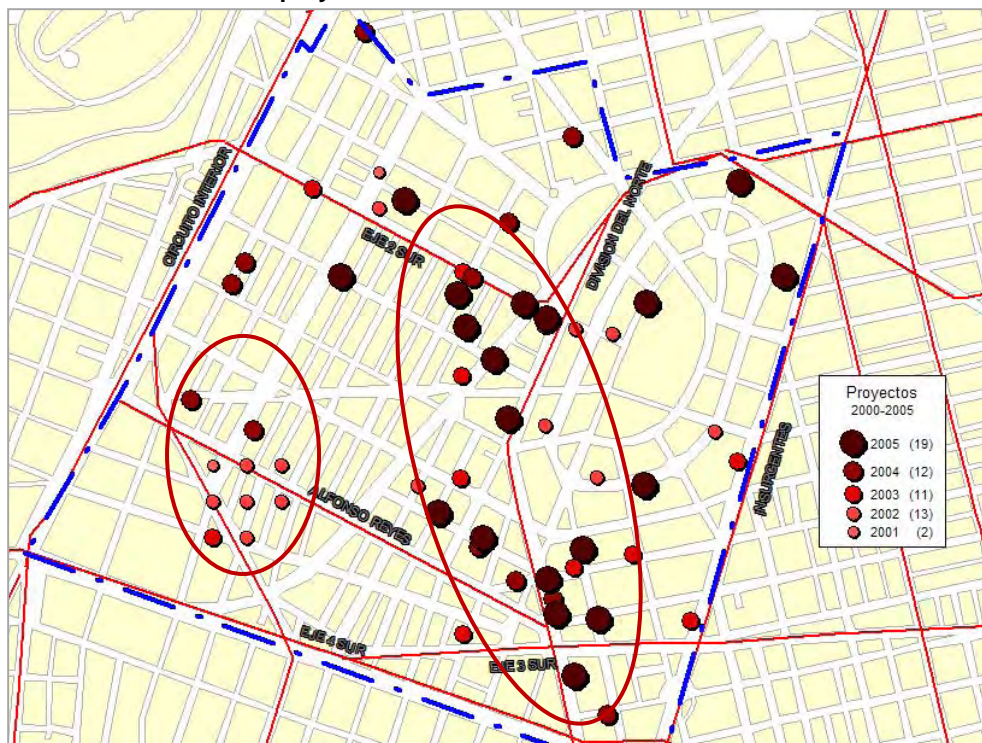 CIRCUITO INTERIOR
EJE 2 SUR
DIVISION DEL NORTE
INSURGENTES
ALFONSO REYES
EJE 4 SUR
EJE 3 SUR
Proyectos
2000-2005
2005 (19)
2004 (12)
2003 (11)
2002 (13)
2001 (2)